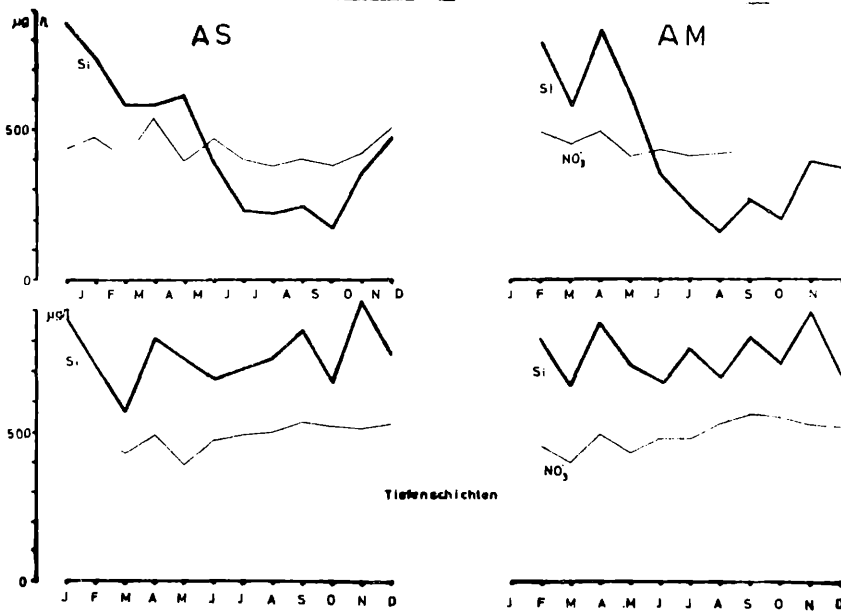 µg/l
AS
AM
Si
Si
500
NO₃
0
J F M A M J J A S O N D
J F M A M J J A S O N
µg/l
Si
Si
500
NO₃
Tiefenschichten
0
J F M A M J J A S O N D
J F M A M J J A S O N D